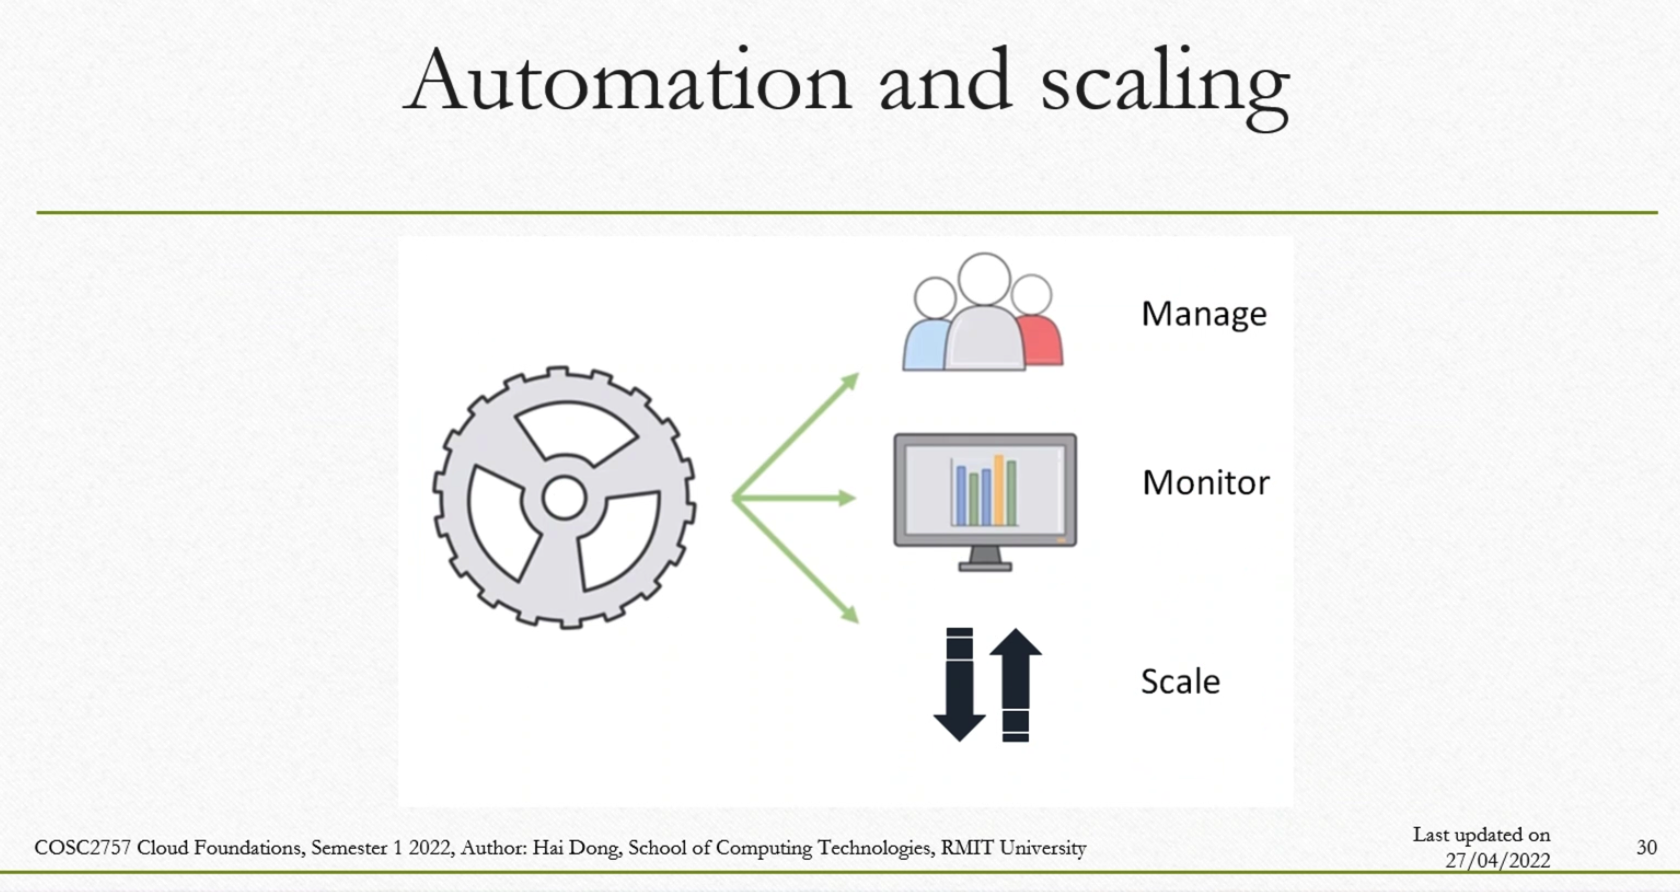 Automation and scaling
Manage
Monitor
Scale
COSC2757 Cloud Foundations, Semester 1 2022, Author: Hai Dong, School of Computing Technologies, RMIT University
Last updated on
27/04/2022
30